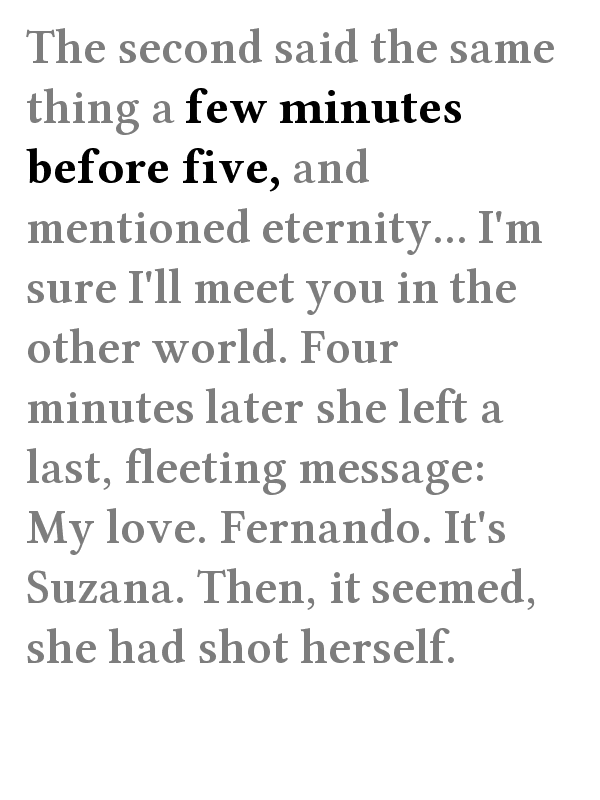 The second said the same
thing a few minutes
before five, and
mentioned eternity... I'm
sure I'll meet you in the
other world. Four
minutes later she left a
last, fleeting message:
My love. Fernando. It's
Suzana. Then, it seemed,
she had shot herself.